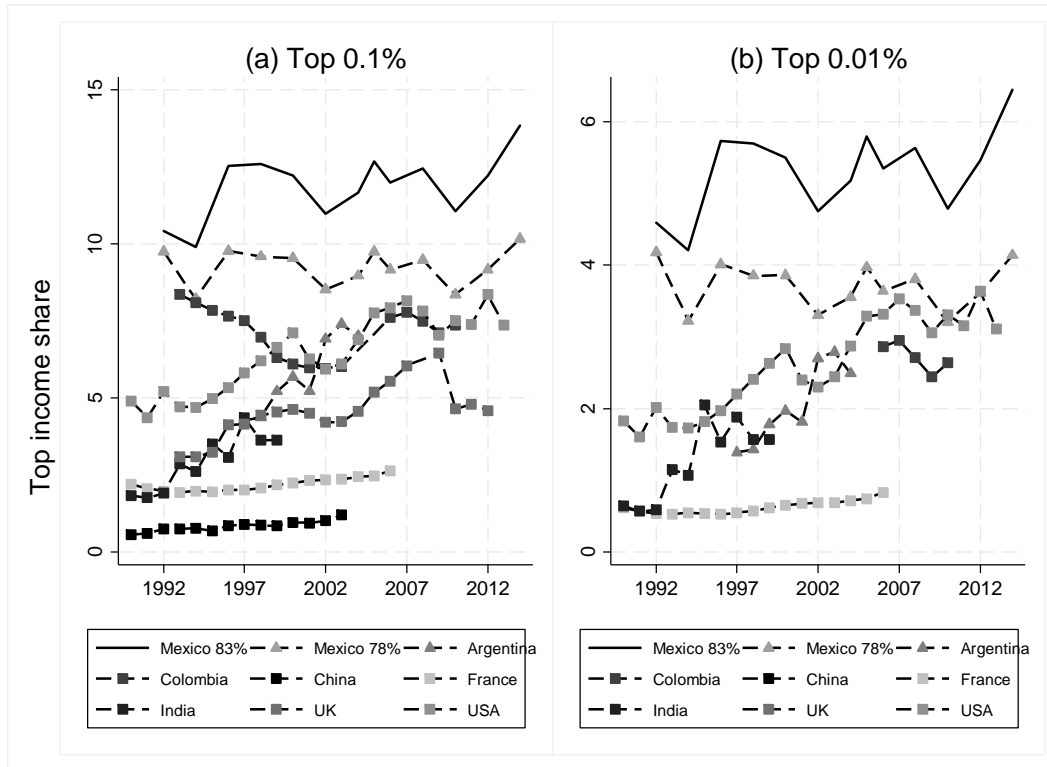 (a) Top 0.1%
Top income share
15
10
5
0
1992 1997 2002 2007 2012
Mexico 83% Mexico 78% Argentina
Colombia China France
India UK USA
(b) Top 0.01%
6
4
2
0
1992 1997 2002 2007 2012
Mexico 83% Mexico 78% Argentina
Colombia China France
India UK USA